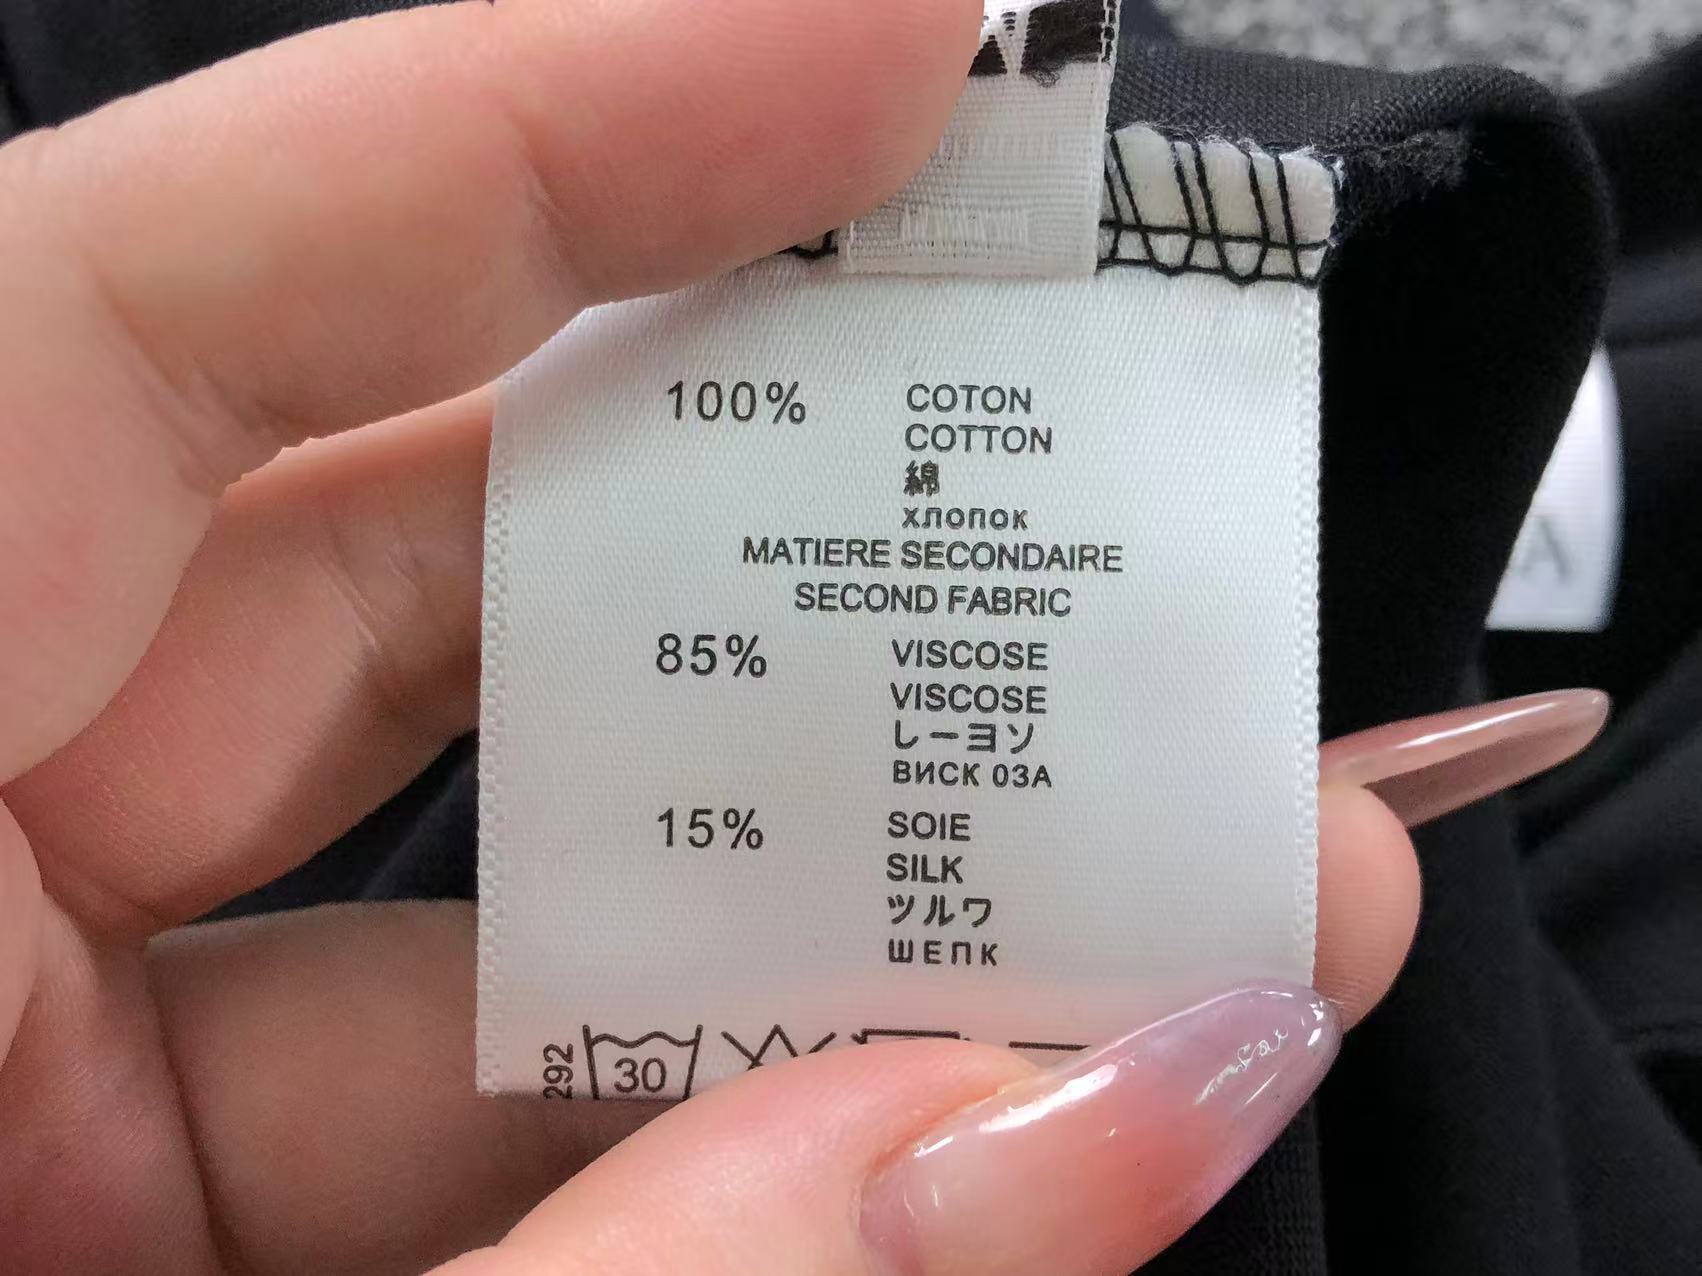 100% COTON
COTTON
綿
хлопок
MATIERE SECONDAIRE
SECOND FABRIC
85% VISCOSE
VISCOSE
レーヨソ
ВИСК 03А
15% SOIE
SILK
ツルワ
ШЕПК
292
30
A